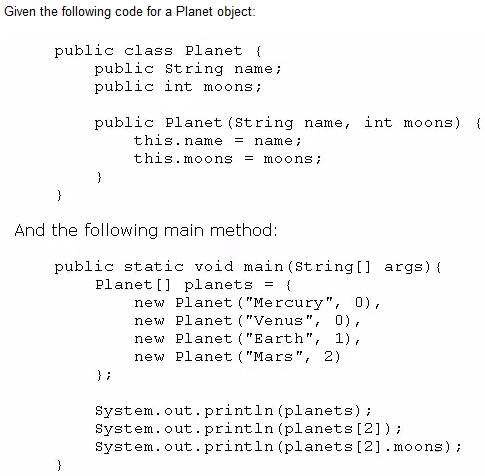 Given the following code for a Planet object:
public class Planet {
public String name;
public int moons;
public Planet(String name, int moons) {
this.name = name;
this.moons = moons;
}
}
And the following main method:
public static void main(String[] args){
Planet[] planets = {
new Planet("Mercury", 0),
new Planet("Venus", 0),
new Planet("Earth", 1),
new Planet("Mars", 2)
};
System.out.println(planets);
System.out.println(planets[2]);
System.out.println(planets[2].moons);
}